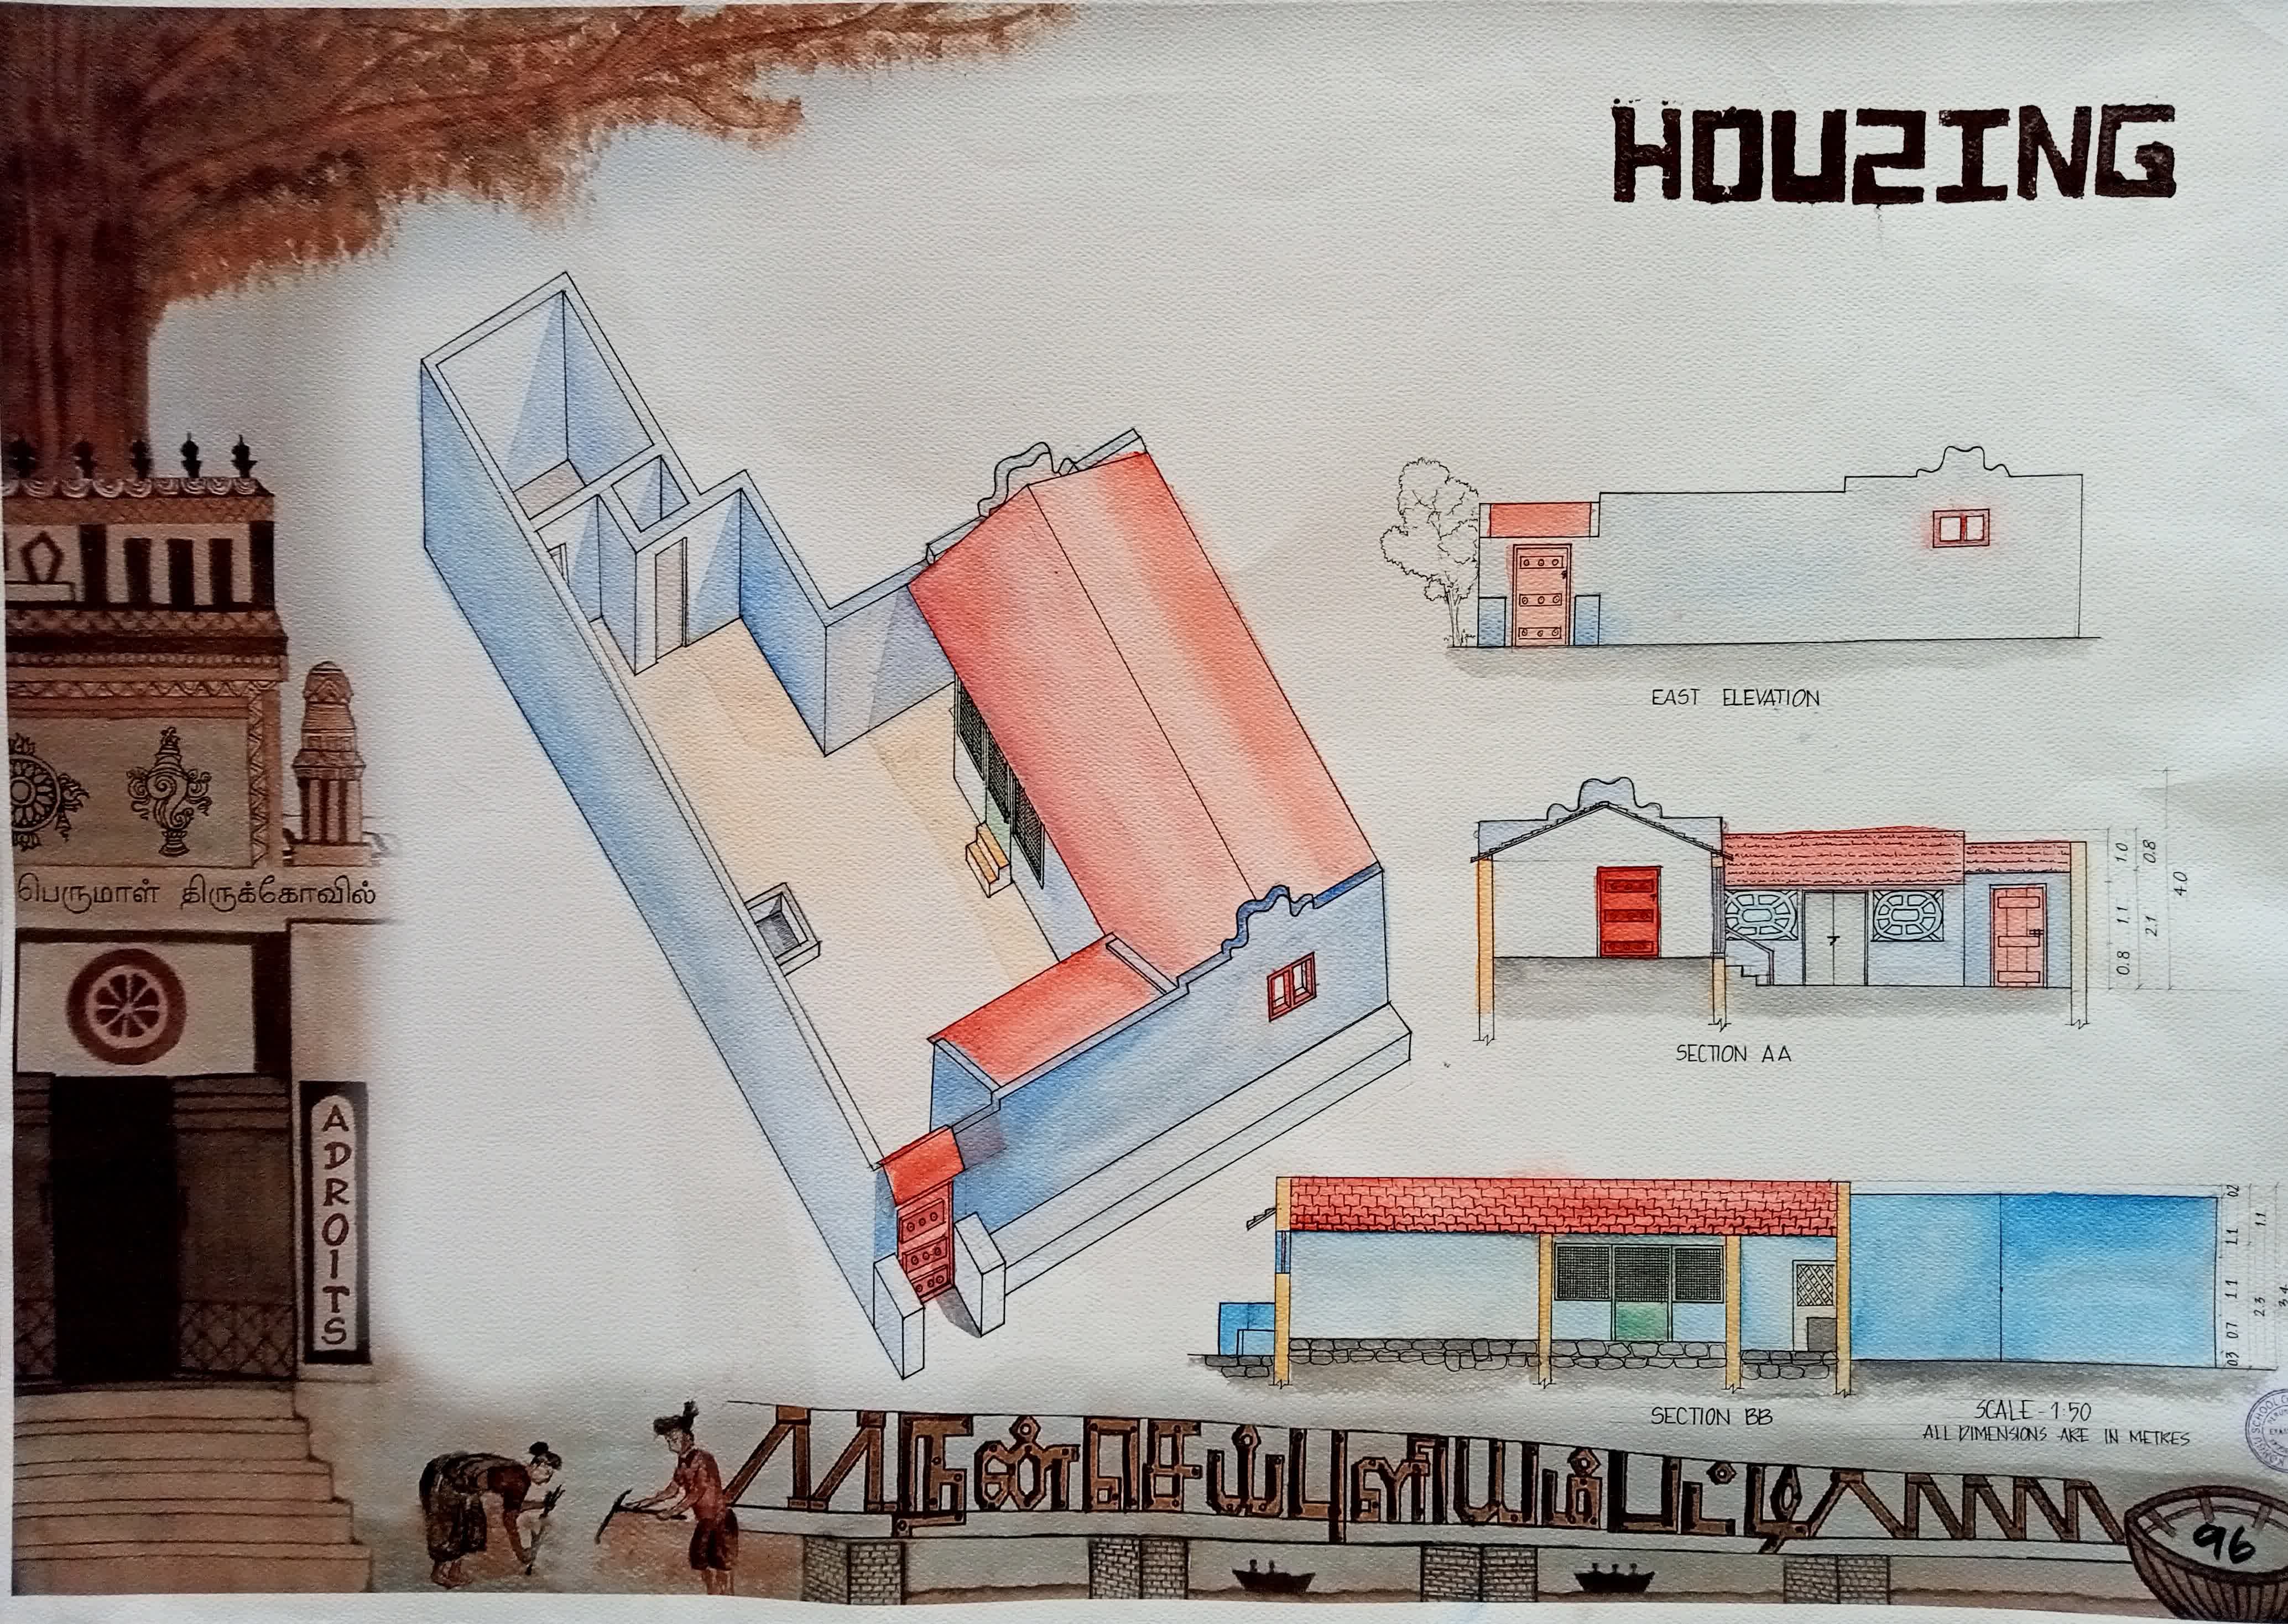 HOUSING
EAST ELEVATION
பெருமாள் திருக்கோவில்
1.0
0.8
1.1
2.1
0.8
4.0
SECTION AA
ADROITS
0.2
1.1
1.1
1.1
2.3
0.7
0.3
3.4
SECTION BB
SCALE - 1:50
ALL DIMENSIONS ARE IN METRES
நன்செய்புளியம்பட்டி
96